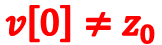 v[0] ≠ z₀